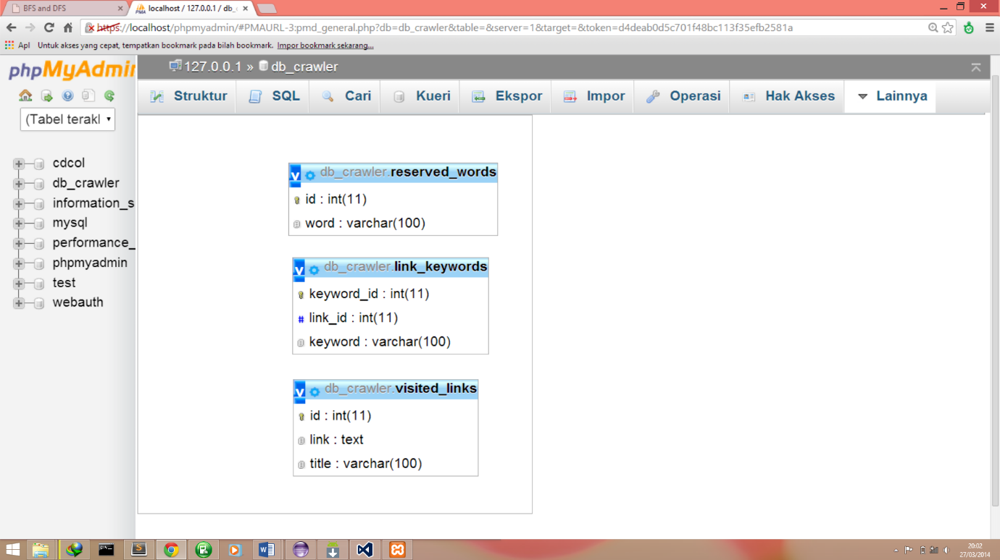 BFS and DFS
localhost / 127.0.0.1 / db_c
https://localhost/phpmyadmin/#PMAURL-3:pmd_general.php?db=db_crawler&table=&server=1&target=&token=d4deab0d5c701f48bc113f35efb2581a
Apl Untuk akses yang cepat, tempatkan bookmark pada bilah bookmark. Impor bookmark sekarang...
phpMyAdmin
127.0.0.1 » db_crawler
Struktur SQL Cari Kueri Ekspor Impor Operasi Hak Akses Lainnya
(Tabel terakl
cdcol
db_crawler
information_s
mysql
performance_
phpmyadmin
test
webauth
db_crawler.reserved_words
id : int(11)
word : varchar(100)
db_crawler.link_keywords
keyword_id : int(11)
link_id : int(11)
keyword : varchar(100)
db_crawler.visited_links
id : int(11)
link : text
title : varchar(100)
20:02
27/03/2014